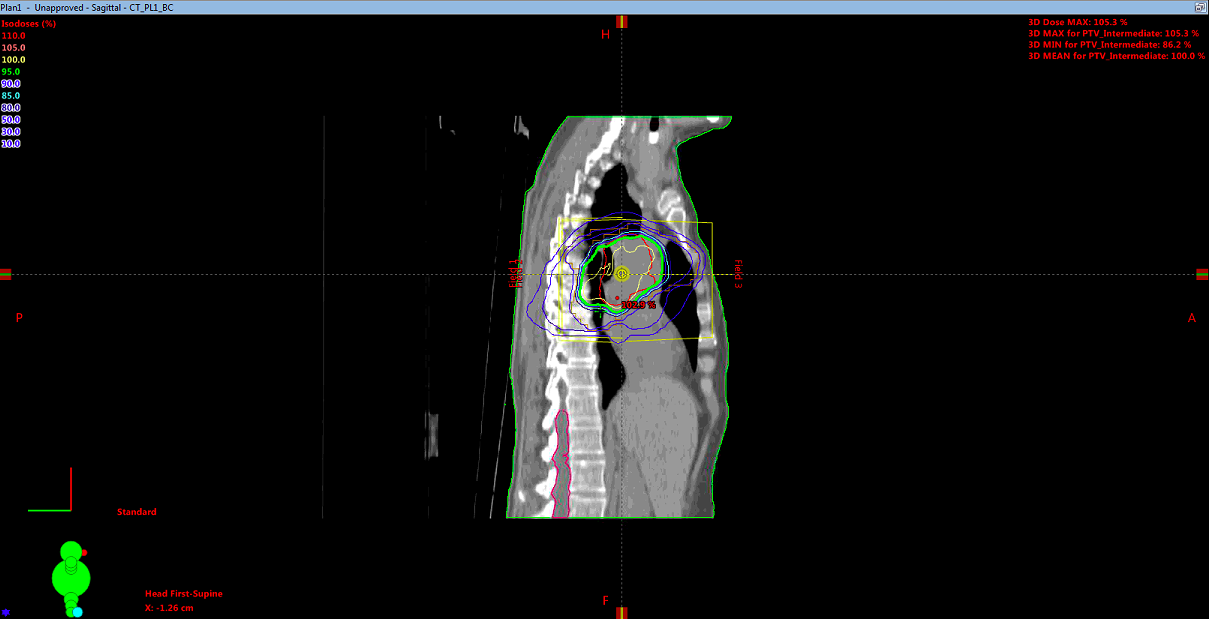 Plan1 - Unapproved - Sagittal - CT_PL1_BC
Isodoses (%)
110.0
105.0
100.0
95.0
90.0
85.0
80.0
50.0
30.0
10.0
3D Dose MAX: 105.3 %
3D MAX for PTV_Intermediate: 105.3 %
3D MIN for PTV_Intermediate: 86.2 %
3D MEAN for PTV_Intermediate: 100.0 %
H
Field 1
Field 3
P
A
Standard
F
Head First-Supine
X: -1,26 cm